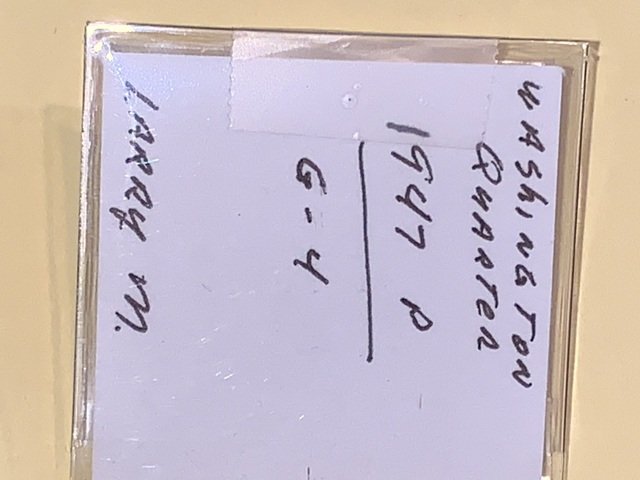 WASHINGTON
QUARTER
1947 P
G-4
LARRY M.